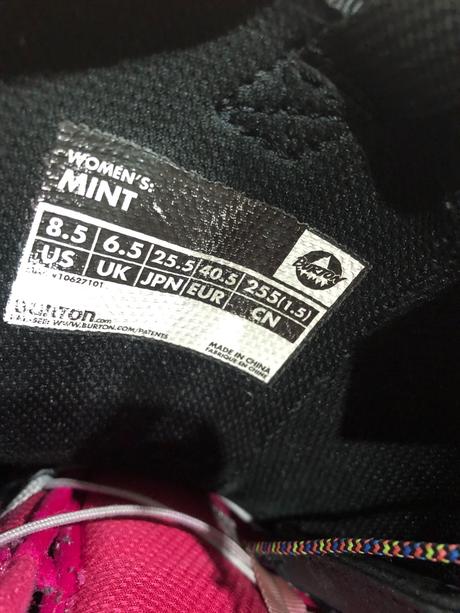 WOMEN'S:
MINT
8.5 6.5 25.5 40.5 255(1.5)
US UK JPN EUR CN
10627101
BURTON.com
WWW.BURTON.COM/PATENTS
MADE IN CHINA
FABRIQUÉ EN CHINE
BURTON